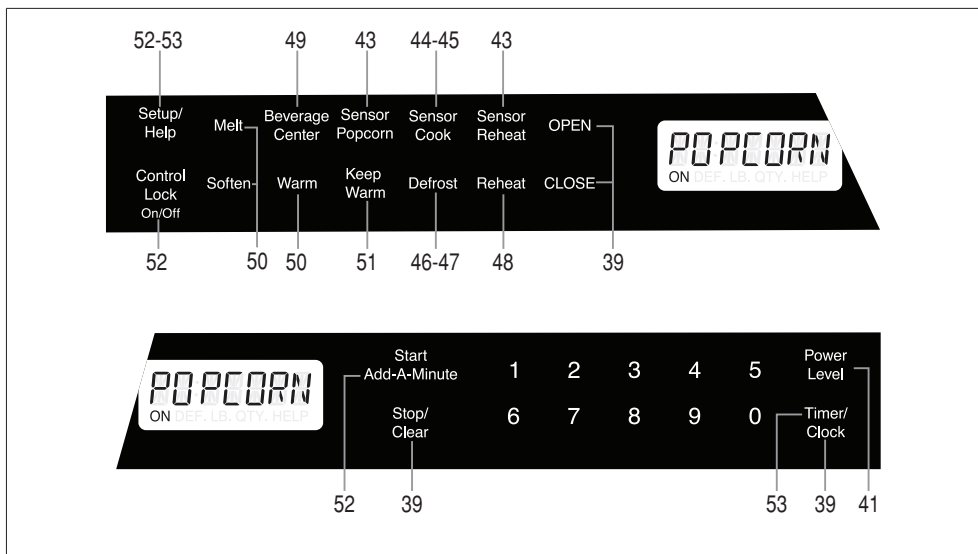 52-53 49 43 44-45 43
Setup/ Help
Melt
Beverage Center
Sensor Popcorn
Sensor Cook
Sensor Reheat
OPEN
POPCORN
ON DEF. LB. QTY. HELP
Control Lock On/Off
Soften
Warm
Keep Warm
Defrost
Reheat
CLOSE
52 50 50 51 46-47 48 39
POPCORN
ON DEF. LB. QTY. HELP
Start Add-A-Minute
1 2 3 4 5
Power Level
Stop/ Clear
6 7 8 9 0
Timer/ Clock
52 39 53 39 41